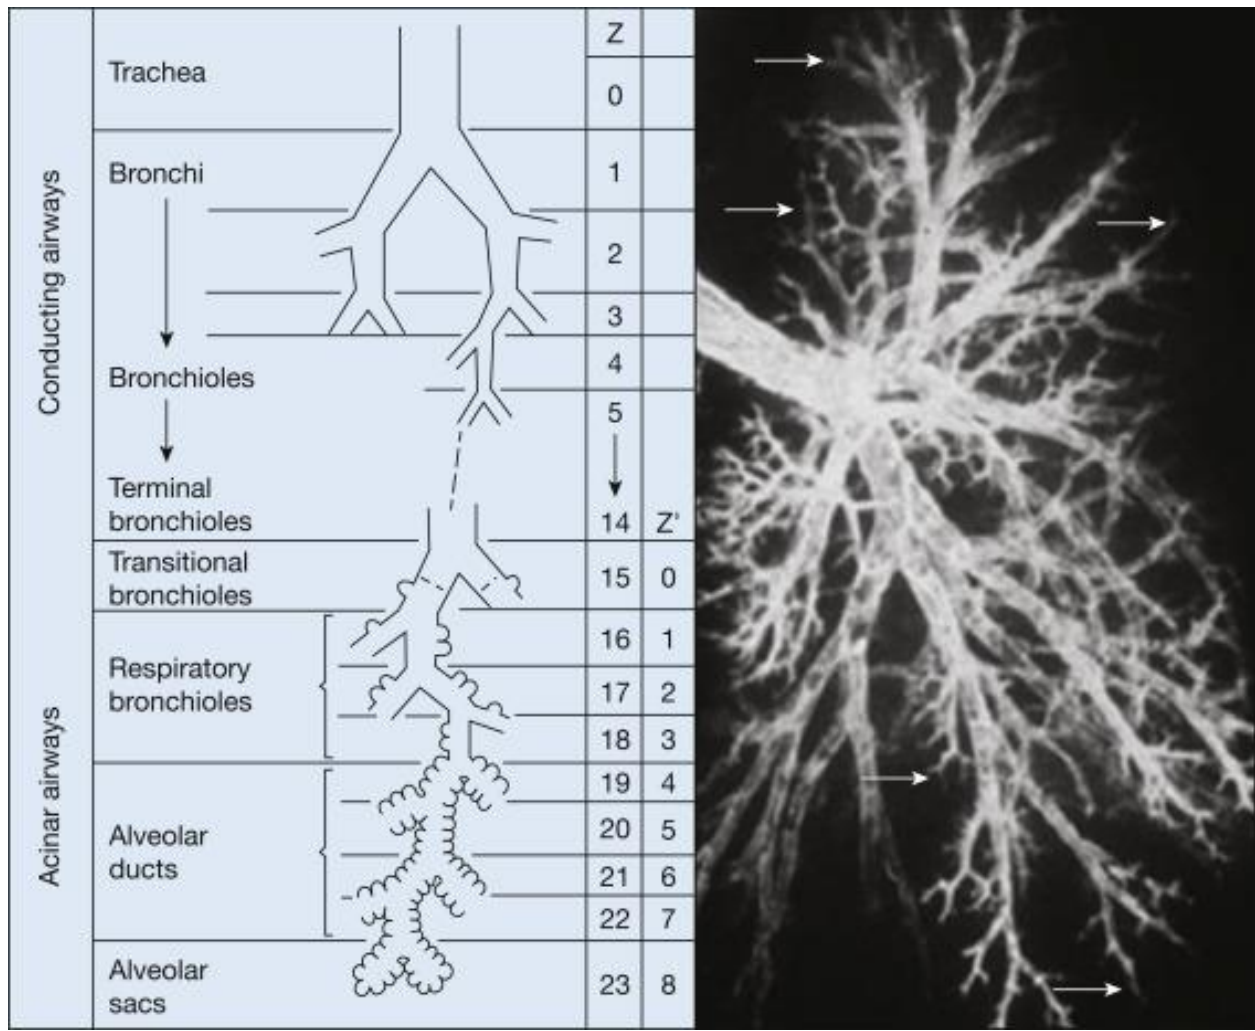 Conducting airways
Acinar airways
Z
Trachea
0
Bronchi
1
2
3
Bronchioles
4
5
Terminal
bronchioles
14 Z'
Transitional
bronchioles
15 0
16 1
Respiratory
bronchioles
17 2
18 3
19 4
Alveolar
ducts
20 5
21 6
22 7
Alveolar
sacs
23 8